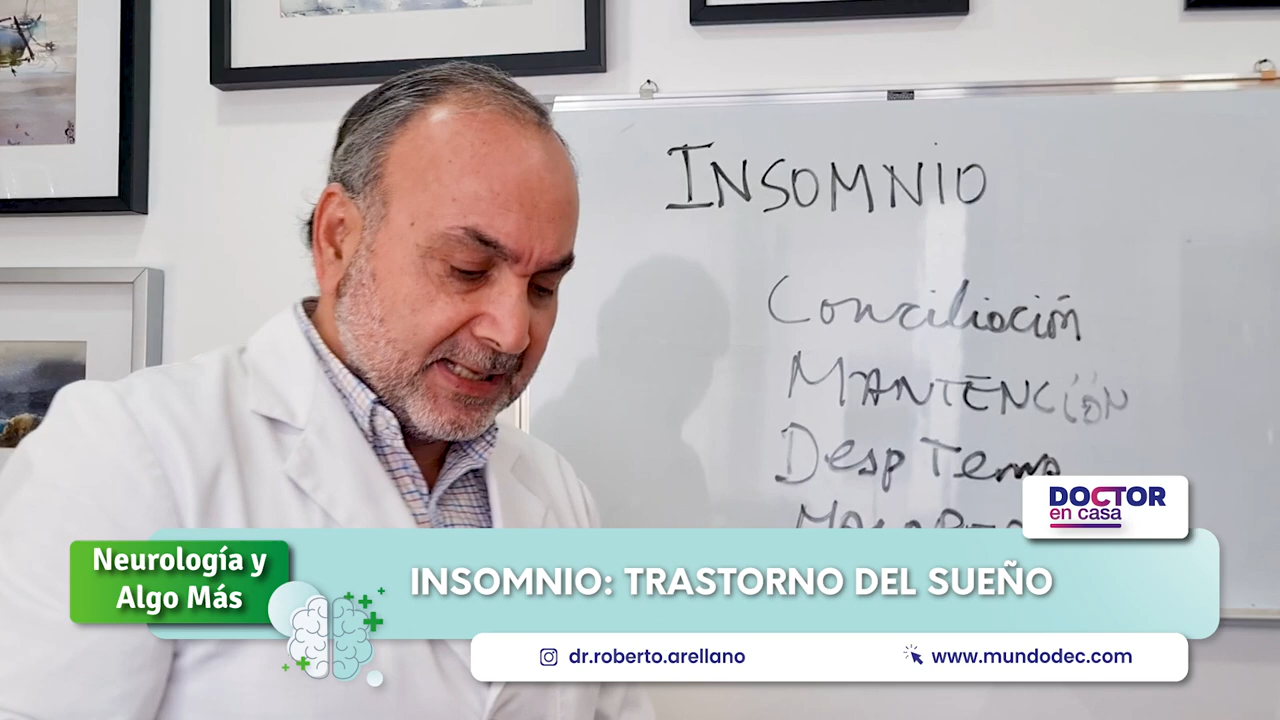 INSOMNIO
Conciliación
MANTENCIÓN
Desp Temp
DOCTOR
en casa
Neurología y
Algo Más
INSOMNIO: TRASTORNO DEL SUEÑO
dr.roberto.arellano
www.mundodec.com